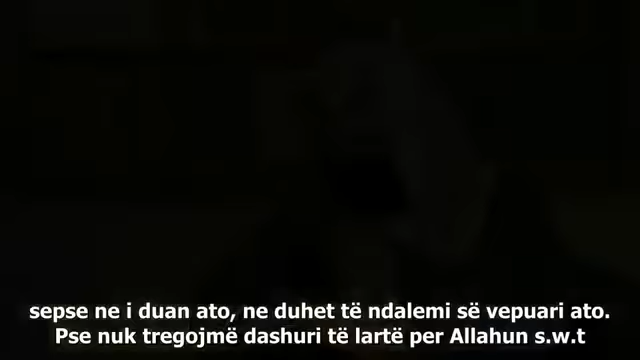 sepse ne i duan ato, ne duhet të ndalemi së vepuari ato.
Pse nuk tregojmë dashuri të lartë per Allahun s.w.t